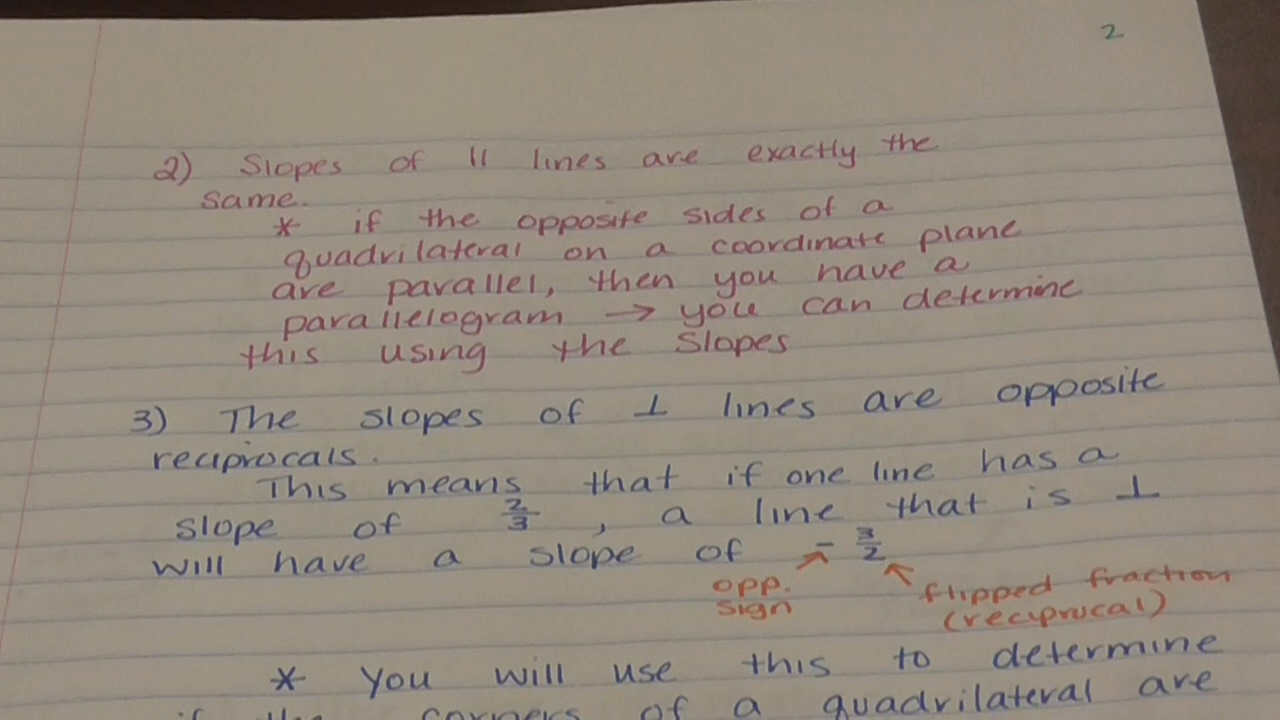 2
2) Slopes of || lines are exactly the
same.
* if the opposite sides of a
quadrilateral on a coordinate plane
are parallel, then you have a
parallelogram → you can determine
this using the slopes
3) The slopes of ⊥ lines are opposite
reciprocals.
This means that if one line has a
slope of 2/3, a line that is ⊥
will have a slope of - 3/2
opp. sign
flipped fraction
(reciprocal)
* You will use this to determine
if the corners of a quadrilateral are